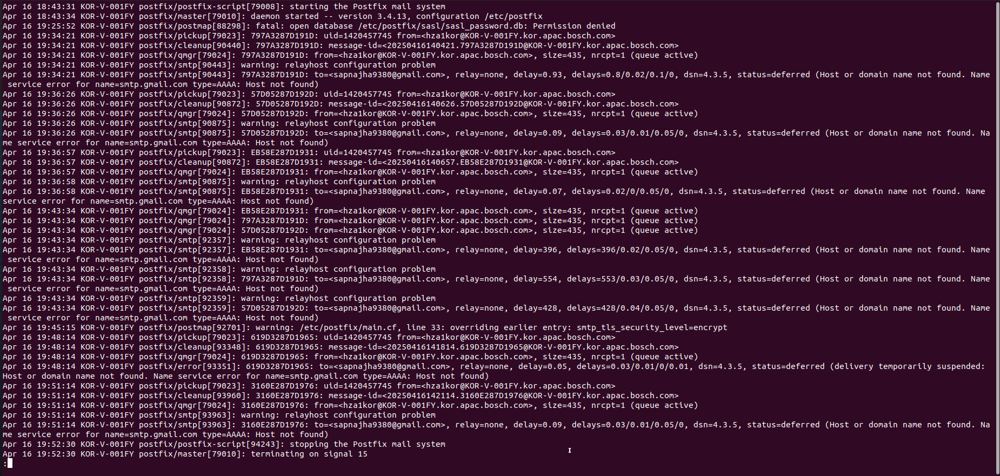 Apr 16 18:43:31 KOR-V-001FY postfix/postfix-script[79008]: starting the Postfix mail system
Apr 16 18:43:34 KOR-V-001FY postfix/master[79010]: daemon started -- version 3.4.13, configuration /etc/postfix
Apr 16 19:25:52 KOR-V-001FY postfix/postmap[88298]: fatal: open database /etc/postfix/sasl/sasl_password.db: Permission denied
Apr 16 19:34:21 KOR-V-001FY postfix/pickup[79023]: 797A3287D191D: uid=1420457745 from=<hza1kor@KOR-V-001FY.kor.apac.bosch.com>
Apr 16 19:34:21 KOR-V-001FY postfix/cleanup[90440]: 797A3287D191D: message-id=<20250416140421.797A3287D191D@KOR-V-001FY.kor.apac.bosch.com>
Apr 16 19:34:21 KOR-V-001FY postfix/qmgr[79024]: 797A3287D191D: from=<hza1kor@KOR-V-001FY.kor.apac.bosch.com>, size=435, nrcpt=1 (queue active)
Apr 16 19:34:21 KOR-V-001FY postfix/smtp[90443]: warning: relayhost configuration problem
Apr 16 19:34:21 KOR-V-001FY postfix/smtp[90443]: 797A3287D191D: to=<sapnajha9380@gmail.com>, relay=none, delay=0.93, delays=0.8/0.02/0.1/0, dsn=4.3.5, status=deferred (Host or domain name not found. Name
 service error for name=smtp.gmail.com type=AAAA: Host not found)
Apr 16 19:36:26 KOR-V-001FY postfix/pickup[79023]: 57D05287D192D: uid=1420457745 from=<hza1kor@KOR-V-001FY.kor.apac.bosch.com>
Apr 16 19:36:26 KOR-V-001FY postfix/cleanup[90872]: 57D05287D192D: message-id=<20250416140626.57D05287D192D@KOR-V-001FY.kor.apac.bosch.com>
Apr 16 19:36:26 KOR-V-001FY postfix/qmgr[79024]: 57D05287D192D: from=<hza1kor@KOR-V-001FY.kor.apac.bosch.com>, size=435, nrcpt=1 (queue active)
Apr 16 19:36:26 KOR-V-001FY postfix/smtp[90875]: warning: relayhost configuration problem
Apr 16 19:36:26 KOR-V-001FY postfix/smtp[90875]: 57D05287D192D: to=<sapnajha9380@gmail.com>, relay=none, delay=0.09, delays=0.03/0.01/0.05/0, dsn=4.3.5, status=deferred (Host or domain name not found. Na
me service error for name=smtp.gmail.com type=AAAA: Host not found)
Apr 16 19:36:57 KOR-V-001FY postfix/pickup[79023]: EB58E287D1931: uid=1420457745 from=<hza1kor@KOR-V-001FY.kor.apac.bosch.com>
Apr 16 19:36:57 KOR-V-001FY postfix/cleanup[90872]: EB58E287D1931: message-id=<20250416140657.EB58E287D1931@KOR-V-001FY.kor.apac.bosch.com>
Apr 16 19:36:57 KOR-V-001FY postfix/qmgr[79024]: EB58E287D1931: from=<hza1kor@KOR-V-001FY.kor.apac.bosch.com>, size=435, nrcpt=1 (queue active)
Apr 16 19:36:58 KOR-V-001FY postfix/smtp[90875]: warning: relayhost configuration problem
Apr 16 19:36:58 KOR-V-001FY postfix/smtp[90875]: EB58E287D1931: to=<sapnajha9380@gmail.com>, relay=none, delay=0.07, delays=0.02/0/0.05/0, dsn=4.3.5, status=deferred (Host or domain name not found. Name
service error for name=smtp.gmail.com type=AAAA: Host not found)
Apr 16 19:43:34 KOR-V-001FY postfix/qmgr[79024]: EB58E287D1931: from=<hza1kor@KOR-V-001FY.kor.apac.bosch.com>, size=435, nrcpt=1 (queue active)
Apr 16 19:43:34 KOR-V-001FY postfix/qmgr[79024]: 797A3287D191D: from=<hza1kor@KOR-V-001FY.kor.apac.bosch.com>, size=435, nrcpt=1 (queue active)
Apr 16 19:43:34 KOR-V-001FY postfix/qmgr[79024]: 57D05287D192D: from=<hza1kor@KOR-V-001FY.kor.apac.bosch.com>, size=435, nrcpt=1 (queue active)
Apr 16 19:43:34 KOR-V-001FY postfix/smtp[92357]: warning: relayhost configuration problem
Apr 16 19:43:34 KOR-V-001FY postfix/smtp[92357]: EB58E287D1931: to=<sapnajha9380@gmail.com>, relay=none, delay=396, delays=396/0.02/0.05/0, dsn=4.3.5, status=deferred (Host or domain name not found. Name
 service error for name=smtp.gmail.com type=AAAA: Host not found)
Apr 16 19:43:34 KOR-V-001FY postfix/smtp[92358]: warning: relayhost configuration problem
Apr 16 19:43:34 KOR-V-001FY postfix/smtp[92358]: 797A3287D191D: to=<sapnajha9380@gmail.com>, relay=none, delay=554, delays=553/0.03/0.05/0, dsn=4.3.5, status=deferred (Host or domain name not found. Name
 service error for name=smtp.gmail.com type=AAAA: Host not found)
Apr 16 19:43:34 KOR-V-001FY postfix/smtp[92359]: warning: relayhost configuration problem
Apr 16 19:43:34 KOR-V-001FY postfix/smtp[92359]: 57D05287D192D: to=<sapnajha9380@gmail.com>, relay=none, delay=428, delays=428/0.04/0.05/0, dsn=4.3.5, status=deferred (Host or domain name not found. Name
 service error for name=smtp.gmail.com type=AAAA: Host not found)
Apr 16 19:45:15 KOR-V-001FY postfix/postmap[92701]: warning: /etc/postfix/main.cf, line 33: overriding earlier entry: smtp_tls_security_level=encrypt
Apr 16 19:48:14 KOR-V-001FY postfix/pickup[79023]: 619D3287D1965: uid=1420457745 from=<hza1kor@KOR-V-001FY.kor.apac.bosch.com>
Apr 16 19:48:14 KOR-V-001FY postfix/cleanup[93348]: 619D3287D1965: message-id=<20250416141814.619D3287D1965@KOR-V-001FY.kor.apac.bosch.com>
Apr 16 19:48:14 KOR-V-001FY postfix/qmgr[79024]: 619D3287D1965: from=<hza1kor@KOR-V-001FY.kor.apac.bosch.com>, size=435, nrcpt=1 (queue active)
Apr 16 19:48:14 KOR-V-001FY postfix/error[93351]: 619D3287D1965: to=<sapnajha9380@gmail.com>, relay=none, delay=0.05, delays=0.03/0.01/0/0.01, dsn=4.3.5, status=deferred (delivery temporarily suspended:
Host or domain name not found. Name service error for name=smtp.gmail.com type=AAAA: Host not found)
Apr 16 19:51:14 KOR-V-001FY postfix/pickup[79023]: 3160E287D1976: uid=1420457745 from=<hza1kor@KOR-V-001FY.kor.apac.bosch.com>
Apr 16 19:51:14 KOR-V-001FY postfix/cleanup[93960]: 3160E287D1976: message-id=<20250416142114.3160E287D1976@KOR-V-001FY.kor.apac.bosch.com>
Apr 16 19:51:14 KOR-V-001FY postfix/qmgr[79024]: 3160E287D1976: from=<hza1kor@KOR-V-001FY.kor.apac.bosch.com>, size=435, nrcpt=1 (queue active)
Apr 16 19:51:14 KOR-V-001FY postfix/smtp[93963]: warning: relayhost configuration problem
Apr 16 19:51:14 KOR-V-001FY postfix/smtp[93963]: 3160E287D1976: to=<sapnajha9380@gmail.com>, relay=none, delay=0.09, delays=0.03/0.01/0.05/0, dsn=4.3.5, status=deferred (Host or domain name not found. Na
me service error for name=smtp.gmail.com type=AAAA: Host not found)
Apr 16 19:52:30 KOR-V-001FY postfix/postfix-script[94243]: stopping the Postfix mail system
Apr 16 19:52:30 KOR-V-001FY postfix/master[79010]: terminating on signal 15
: